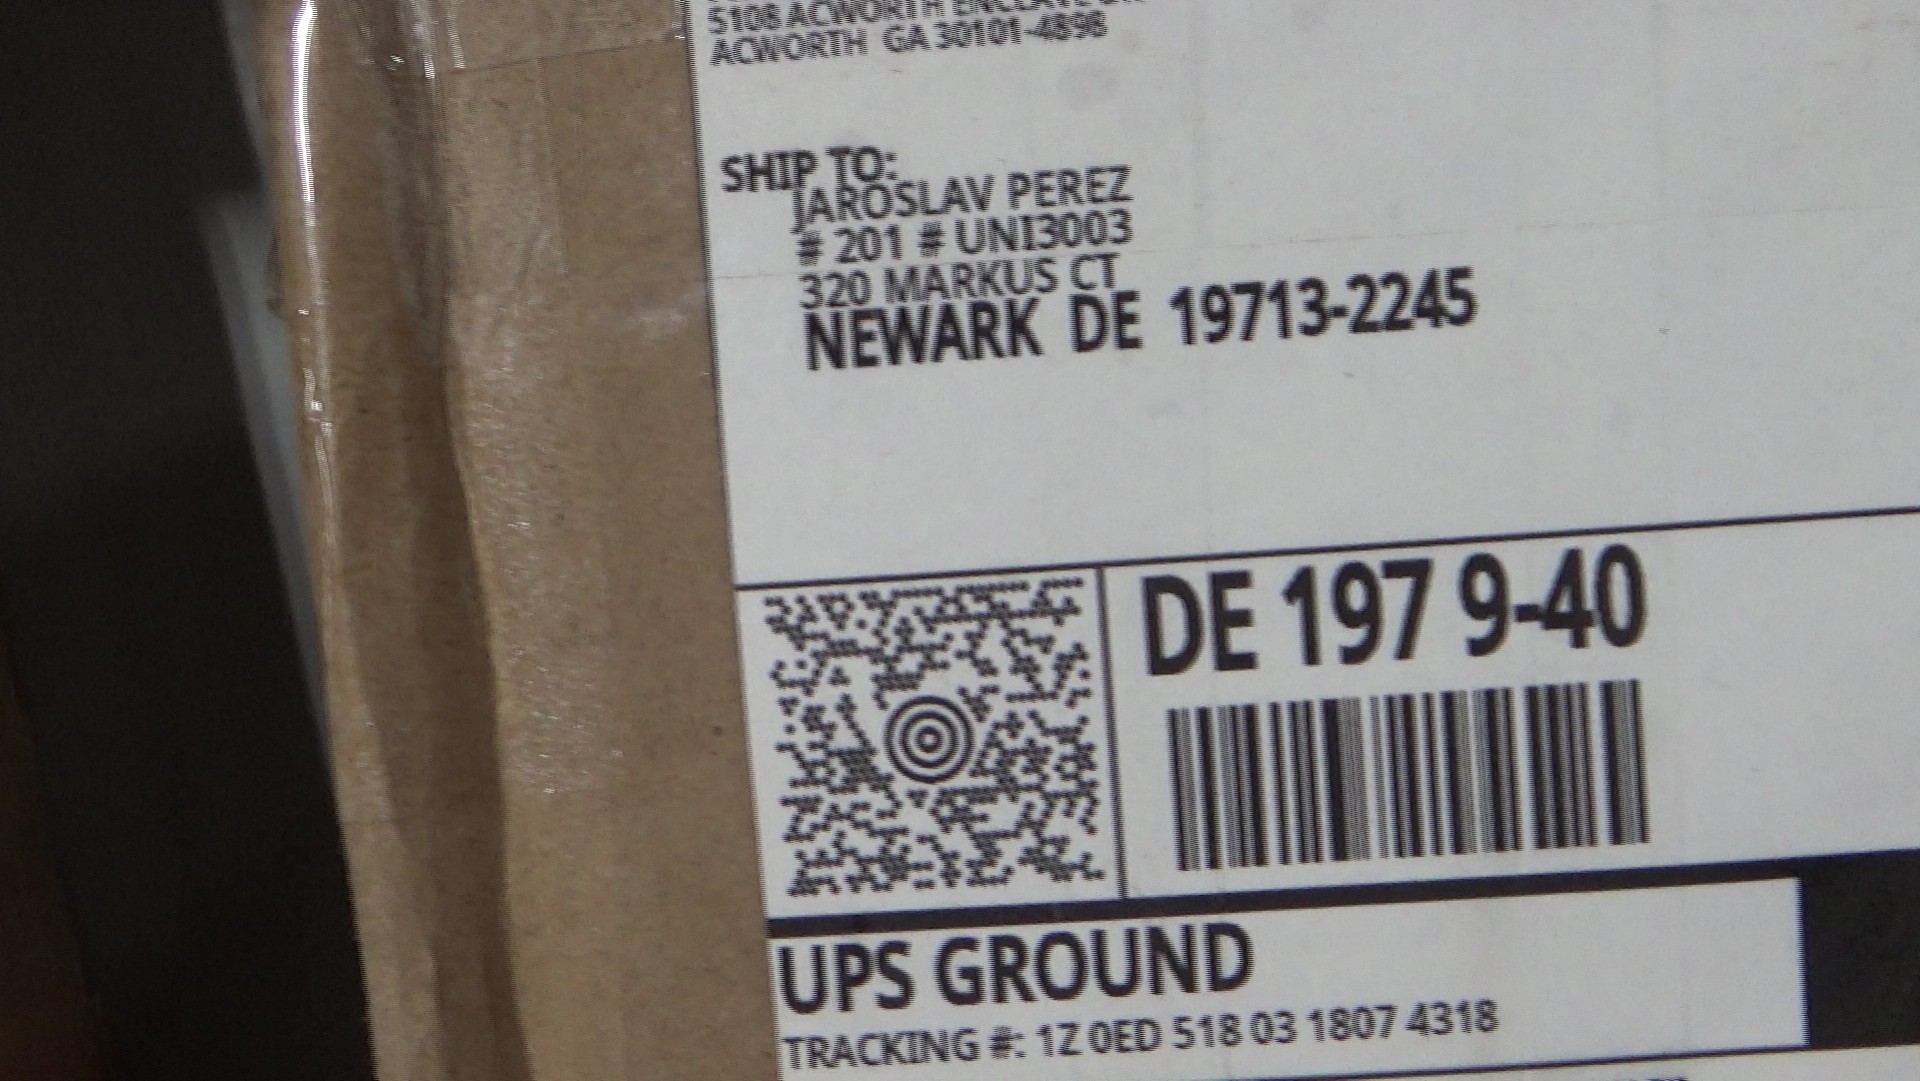 5108 ACWORTH ENCLAVE
ACWORTH GA 30101-4898
SHIP TO:
JAROSLAV PEREZ
# 201 # UNI3003
320 MARKUS CT
NEWARK DE 19713-2245
DE 197 9-40
UPS GROUND
TRACKING #: 1Z 0ED 518 03 1807 4318